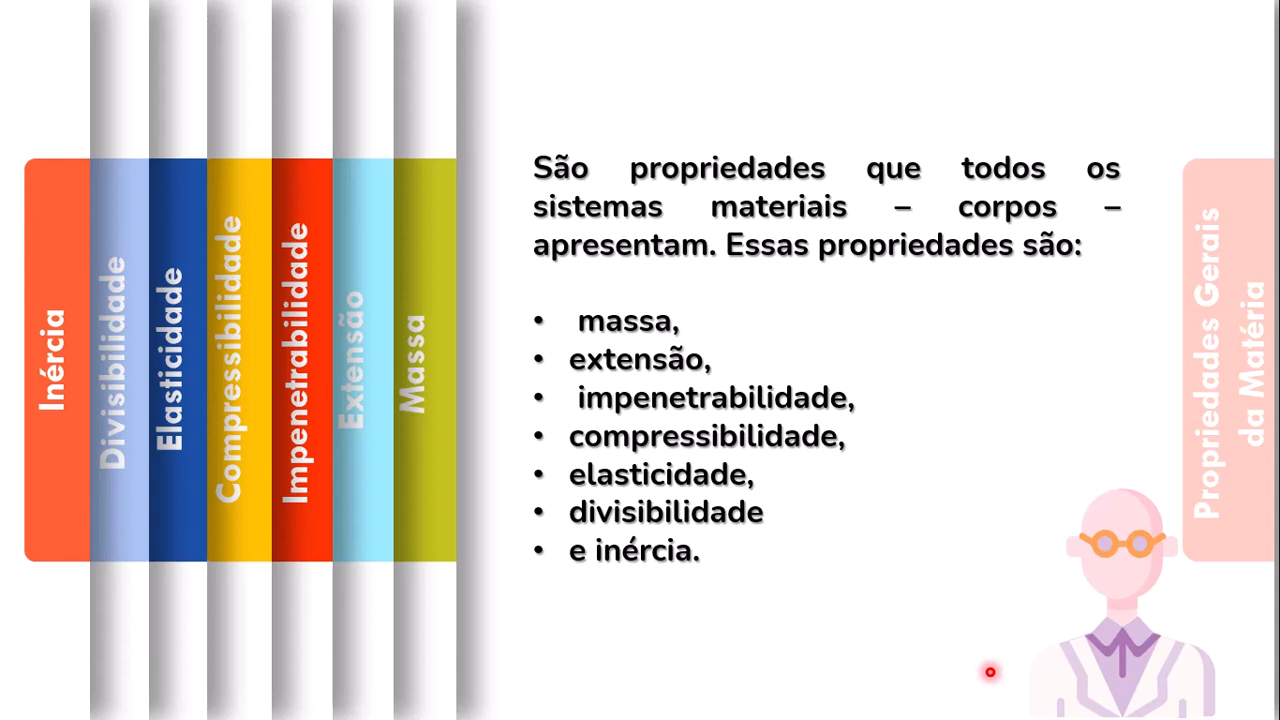 Inércia
Divisibilidade
Elasticidade
Compressibilidade
Impenetrabilidade
Extensão
Massa
São propriedades que todos os
sistemas materiais – corpos –
apresentam. Essas propriedades são:
• massa,
• extensão,
• impenetrabilidade,
• compressibilidade,
• elasticidade,
• divisibilidade
• e inércia.
Propriedades Gerais
da Matéria